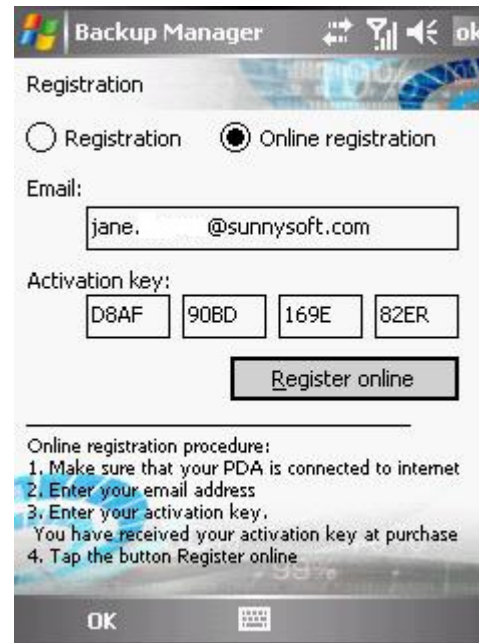 Backup Manager ok
Registration
Registration Online registration
Email:
jane. @sunnysoft.com
Activation key:
D8AF 90BD 169E 82ER
Register online
Online registration procedure:
1. Make sure that your PDA is connected to internet
2. Enter your email address
3. Enter your activation key.
You have received your activation key at purchase
4. Tap the button Register online
99%
OK